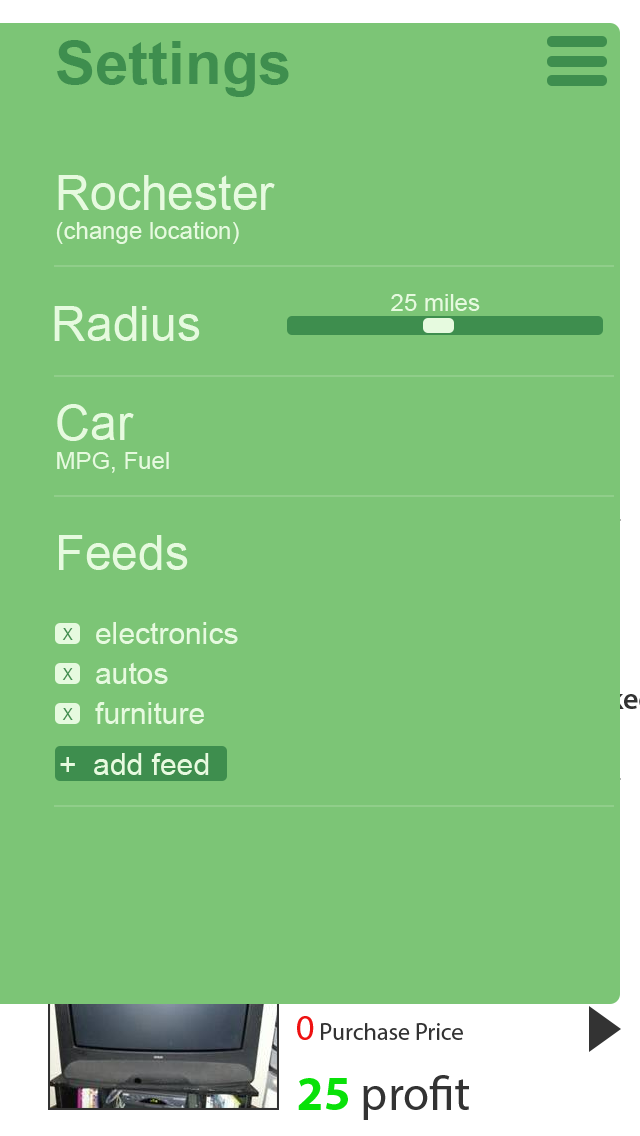 Settings
Rochester
(change location)
25 miles
Radius
Car
MPG, Fuel
Feeds
X electronics
X autos
X furniture
+ add feed
0 Purchase Price
25 profit